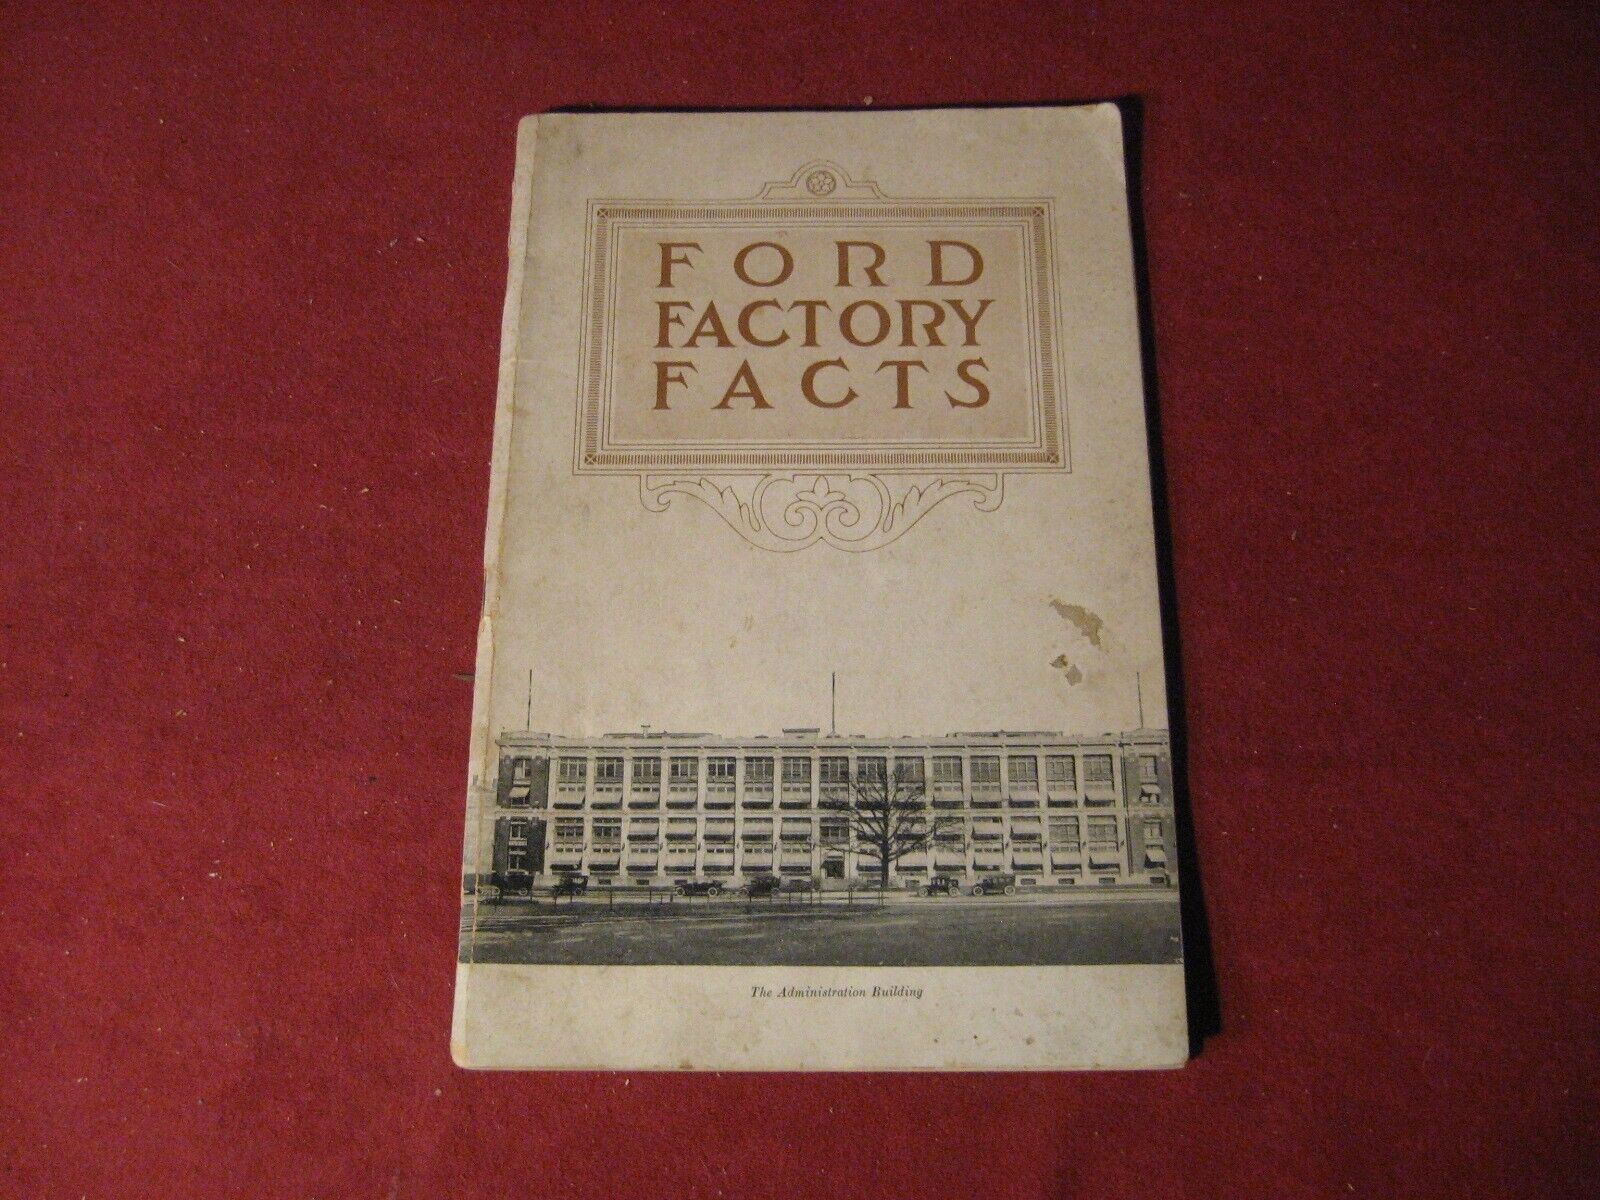 FORD
FACTORY
FACTS
The Administration Building